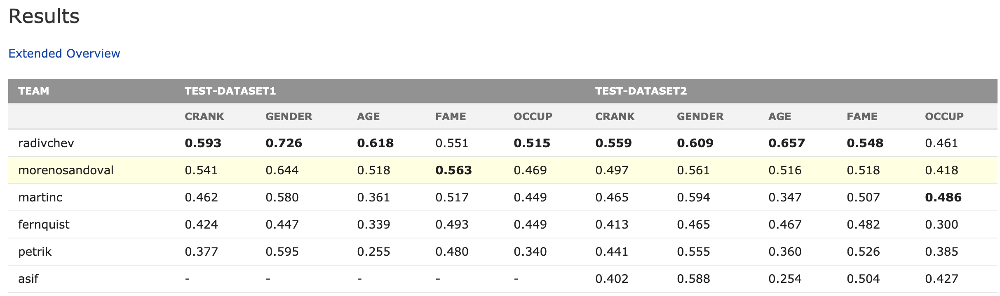 Results
Extended Overview
TEAM TEST-DATASET1 TEST-DATASET2
CRANK GENDER AGE FAME OCCUP CRANK GENDER AGE FAME OCCUP
radivchev 0.593 0.726 0.618 0.551 0.515 0.559 0.609 0.657 0.548 0.461
morenosandoval 0.541 0.644 0.518 0.563 0.469 0.497 0.561 0.516 0.518 0.418
martinc 0.462 0.580 0.361 0.517 0.449 0.465 0.594 0.347 0.507 0.486
fernquist 0.424 0.447 0.339 0.493 0.449 0.413 0.465 0.467 0.482 0.300
petrik 0.377 0.595 0.255 0.480 0.340 0.441 0.555 0.360 0.526 0.385
asif - - - - - 0.402 0.588 0.254 0.504 0.427